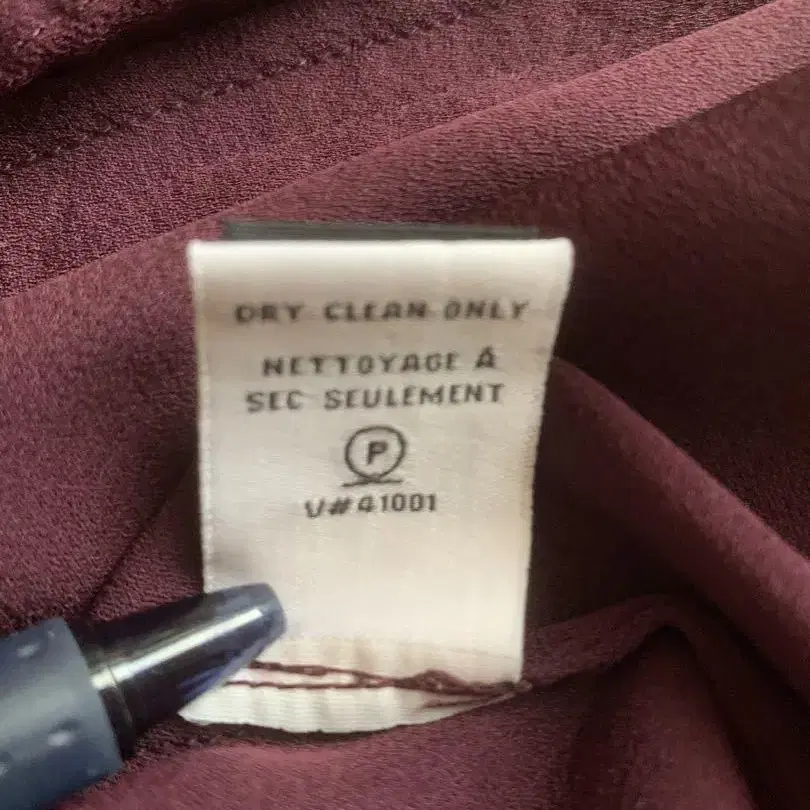 DRY CLEAN ONLY
NETTOYAGE À
SEC SEULEMENT
P
V#41001